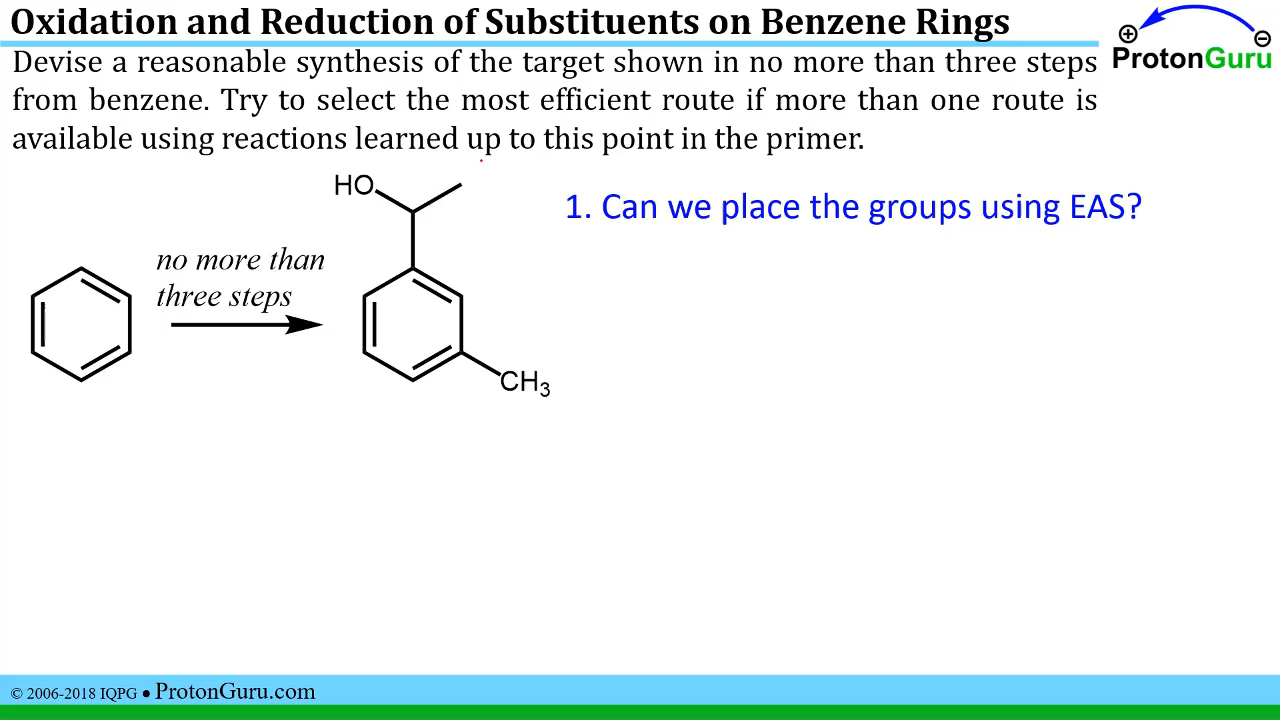 Oxidation and Reduction of Substituents on Benzene Rings
ProtonGuru
Devise a reasonable synthesis of the target shown in no more than three steps
from benzene. Try to select the most efficient route if more than one route is
available using reactions learned up to this point in the primer.
HO
1. Can we place the groups using EAS?
no more than
three steps
CH₃
© 2006-2018 IQPG ● ProtonGuru.com